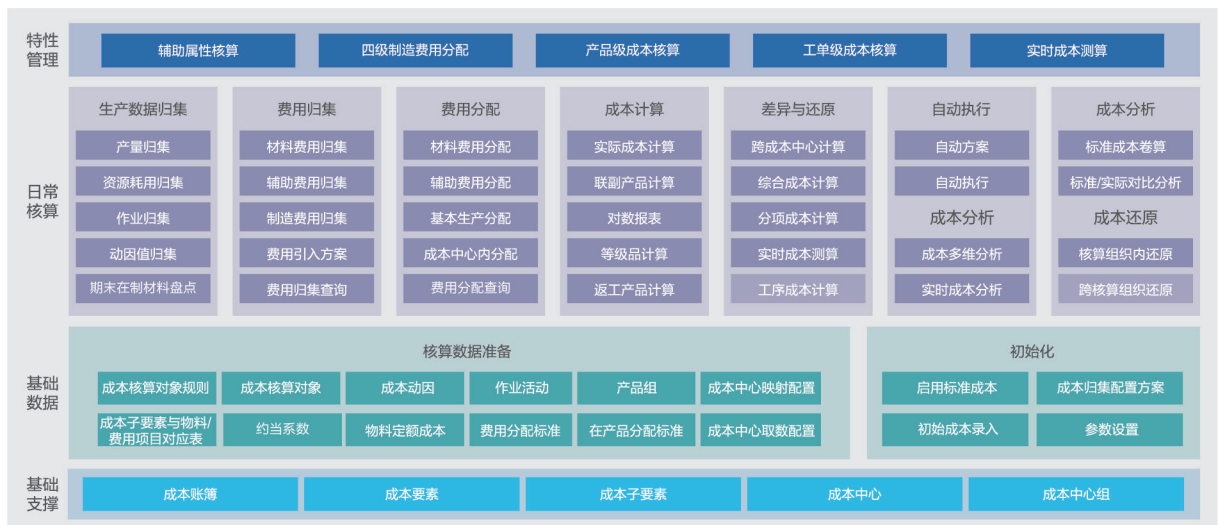 特性
管理
辅助属性核算
四级制造费用分配
产品级成本核算
工单级成本核算
实时成本测算
日常
核算
生产数据归集
产量归集
资源耗用归集
作业归集
动因值归集
期末在制材料盘点
费用归集
材料费用归集
辅助费用归集
制造费用归集
费用引入方案
费用归集查询
费用分配
材料费用分配
辅助费用分配
基本生产分配
成本中心内分配
费用分配查询
成本计算
实际成本计算
联副产品计算
对数报表
等级品计算
返工产品计算
差异与还原
跨成本中心计算
综合成本计算
分项成本计算
实时成本测算
工序成本计算
自动执行
自动方案
自动执行
成本分析
成本多维分析
实时成本分析
成本分析
标准成本卷算
标准/实际对比分析
成本还原
核算组织内还原
跨核算组织还原
基础
数据
核算数据准备
成本核算对象规则
成本核算对象
成本动因
作业活动
产品组
成本中心映射配置
成本子要素与物料/
费用项目对应表
约当系数
物料定额成本
费用分配标准
在产品分配标准
成本中心取数配置
初始化
启用标准成本
成本归集配置方案
初始成本录入
参数设置
基础
支撑
成本账簿
成本要素
成本子要素
成本中心
成本中心组